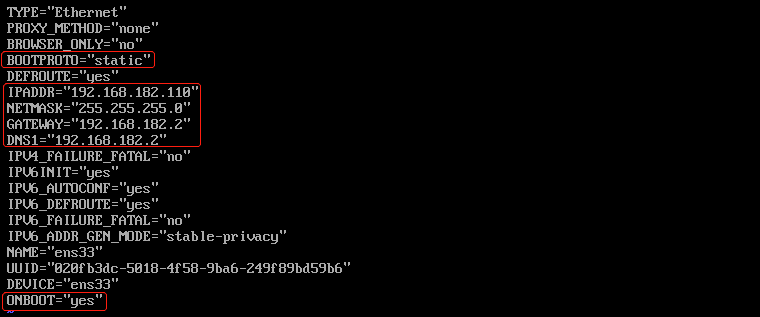 TYPE="Ethernet"
PROXY_METHOD="none"
BROWSER_ONLY="no"
BOOTPROTO="static"
DEFROUTE="yes"
IPADDR="192.168.182.110"
NETMASK="255.255.255.0"
GATEWAY="192.168.182.2"
DNS1="192.168.182.2"
IPV4_FAILURE_FATAL="no"
IPV6INIT="yes"
IPV6_AUTOCONF="yes"
IPV6_DEFROUTE="yes"
IPV6_FAILURE_FATAL="no"
IPV6_ADDR_GEN_MODE="stable-privacy"
NAME="ens33"
UUID="020fb3dc-5018-4f58-9ba6-249f89bd59b6"
DEVICE="ens33"
ONBOOT="yes"